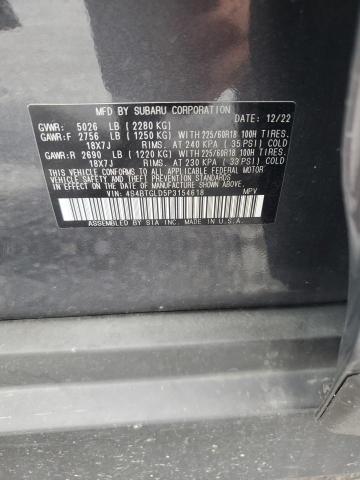 MFD BY SUBARU CORPORATION 12/22
GVWR: 5026 LB (2280 KG)
GAWR:F 2756 LB (1250 KG) WITH 225/60R18 100H TIRES.
18X7J RIMS. AT 240 KPA ( 35 PSI) COLD
GAWR:R 2690 LB (1220 KG) WITH 225/60R18 100H TIRES.
18X7J RIMS. AT 230 KPA ( 33 PSI) COLD
THIS VEHICLE CONFORMS TO ALL APPLICABLE FEDERAL MOTOR
VEHICLE SAFETY BUMPER AND THEFT PREVENTION STANDARDS
IN EFFECT ON THE DATE OF MANUFACTURE SHOWN ABOVE.
VIN: 4S4BTGLD5P3154618 MPV
ASSEMBLED BY SIA INC. MADE IN U.S.A.